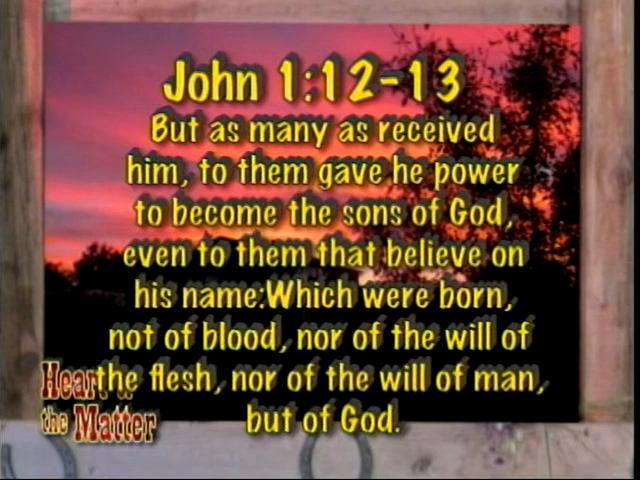 John 1:12-13
But as many as received
him, to them gave he power
to become the sons of God,
even to them that believe on
his name:Which were born,
not of blood, nor of the will of
the flesh, nor of the will of man,
but of God.
Heart
the Matter